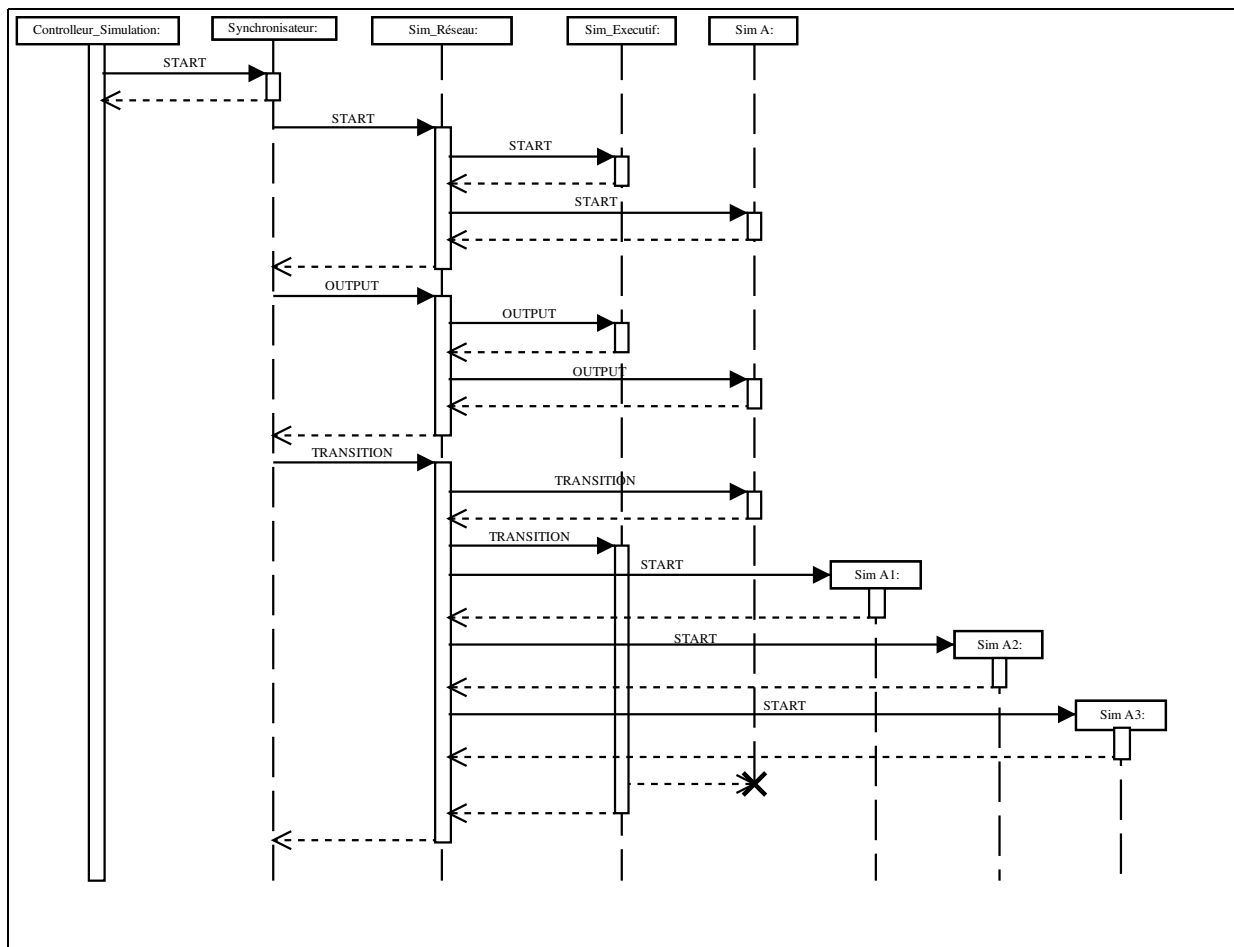 Controlleur_Simulation:
Synchronisateur:
Sim_Réseau:
Sim_Executif:
Sim A:
START
START
START
START
OUTPUT
OUTPUT
OUTPUT
TRANSITION
TRANSITION
TRANSITION
START
Sim A1:
START
Sim A2:
START
Sim A3: